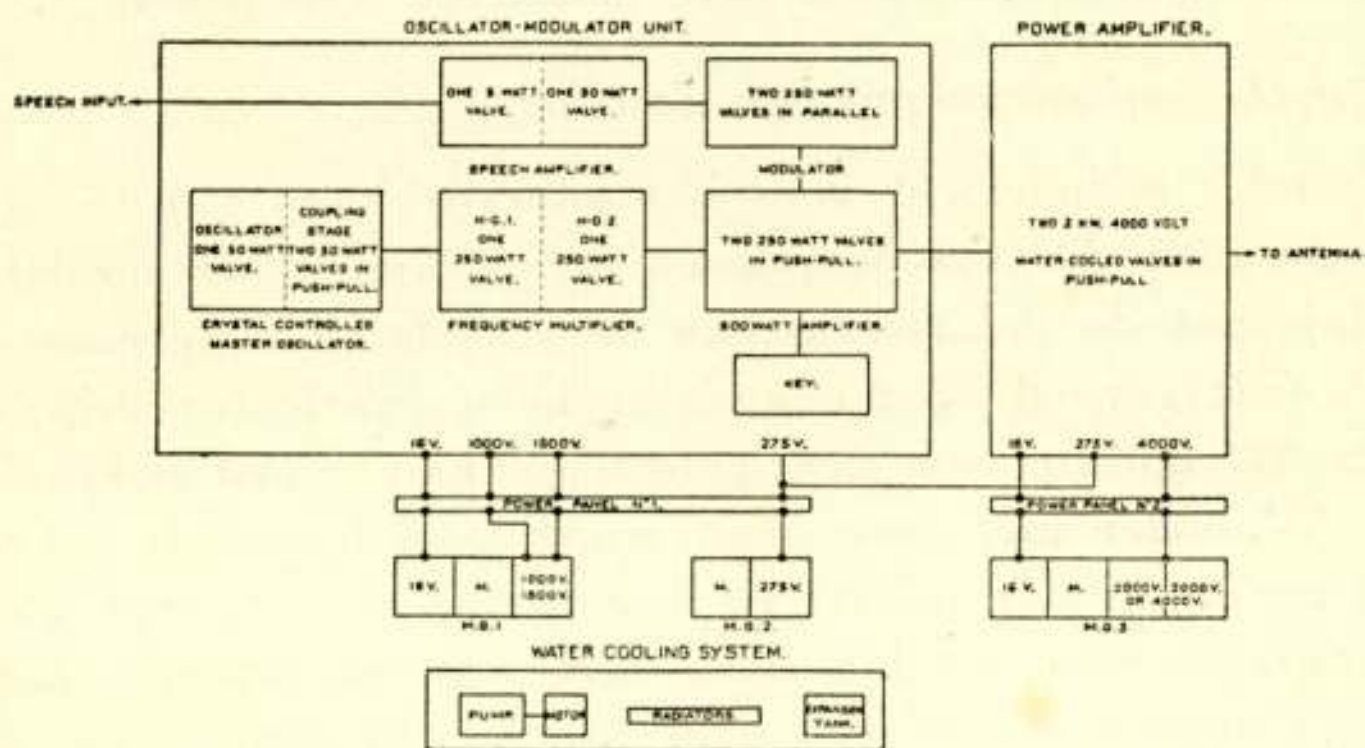 OSCILLATOR-MODULATOR UNIT.
POWER AMPLIFIER.
SPEECH INPUT.
ONE 5 WATT
VALVE.
ONE 50 WATT
VALVE.
TWO 250 WATT
VALVES IN PARALLEL
SPEECH AMPLIFIER.
MODULATOR
OSCILLATOR
ONE 50 WATT
VALVE.
COUPLING
STAGE
TWO 50 WATT
VALVES IN
PUSH-PULL.
ONE
250 WATT
VALVE.
ONE
250 WATT
VALVE.
TWO 250 WATT VALVES
IN PUSH-PULL.
TWO 2 KW. 4000 VOLT
WATER COOLED VALVES IN
PUSH-PULL
TO ANTENNA.
CRYSTAL CONTROLLED
MASTER OSCILLATOR.
FREQUENCY MULTIPLIER.
500 WATT AMPLIFIER.
KEY.
16V. 1000V. 1500V. 275V.
16V. 275V. 4000V.
POWER PANEL Nº1.
POWER PANEL Nº2
16V. M. 1000V.
1500V.
M. 275V.
16V. M. 2000V. 3000V.
OR 4000V.
M.G.1
M.G.2
M.G.3
WATER COOLING SYSTEM.
PUMP
MOTOR
RADIATORS
EXPANSION
TANK.